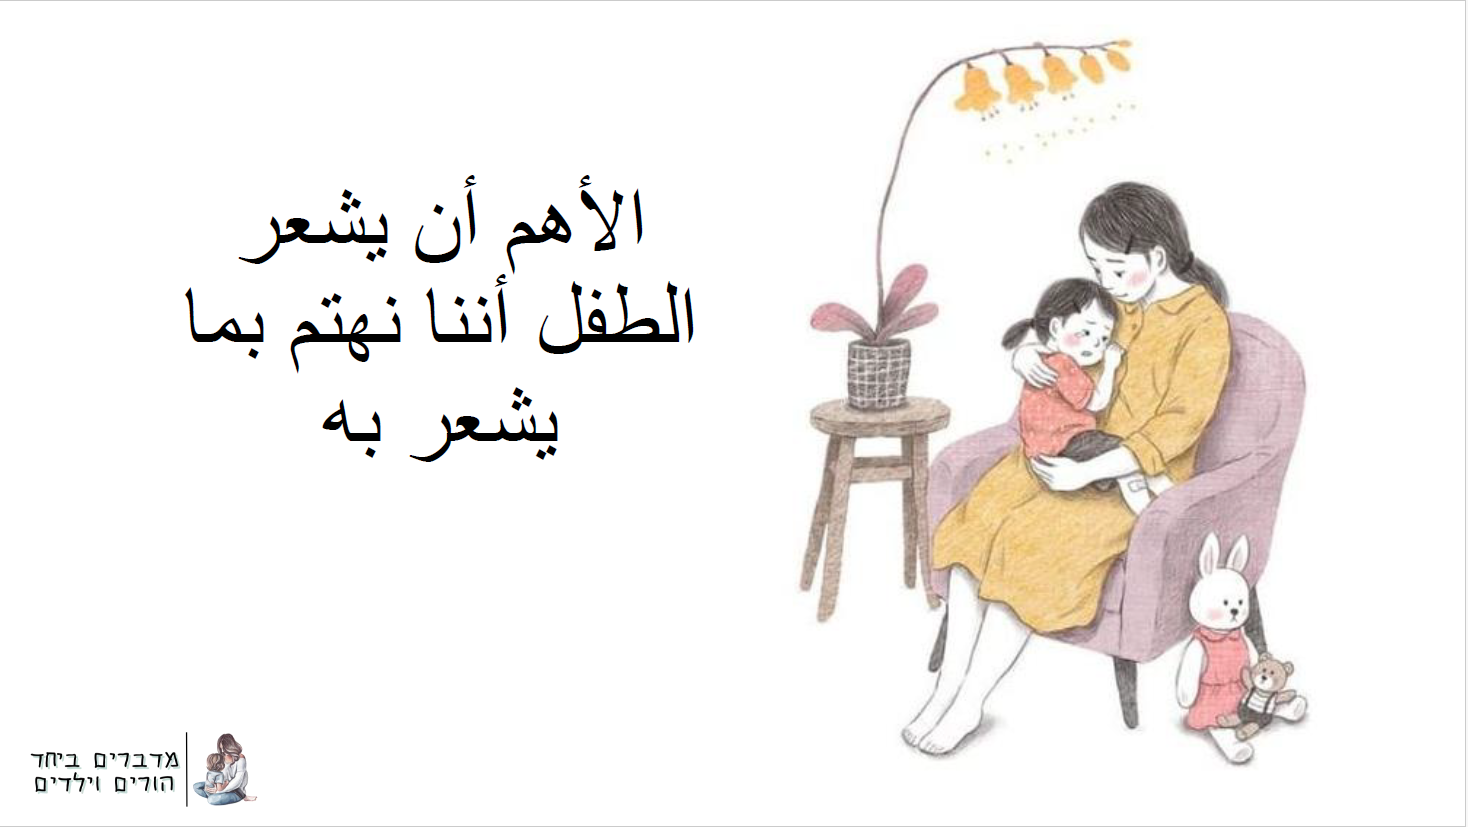 الأهم أن يشعر
الطفل أننا نهتم بما
يشعر به
מדברים ביחד
הורים וילדים